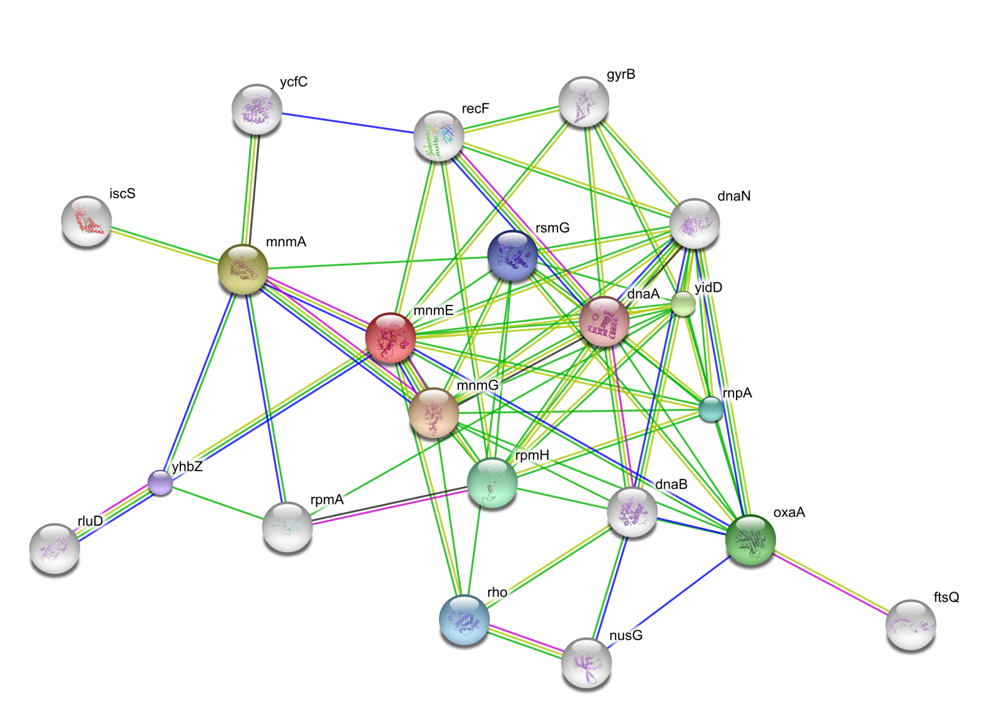 gyrB
ycfC
recF
iscS
dnaN
rsmG
mnmA
yidD
dnaA
mnmE
mnmG
rnpA
rpmH
yhbZ
dnaB
rpmA
oxaA
rluD
rho
ftsQ
nusG